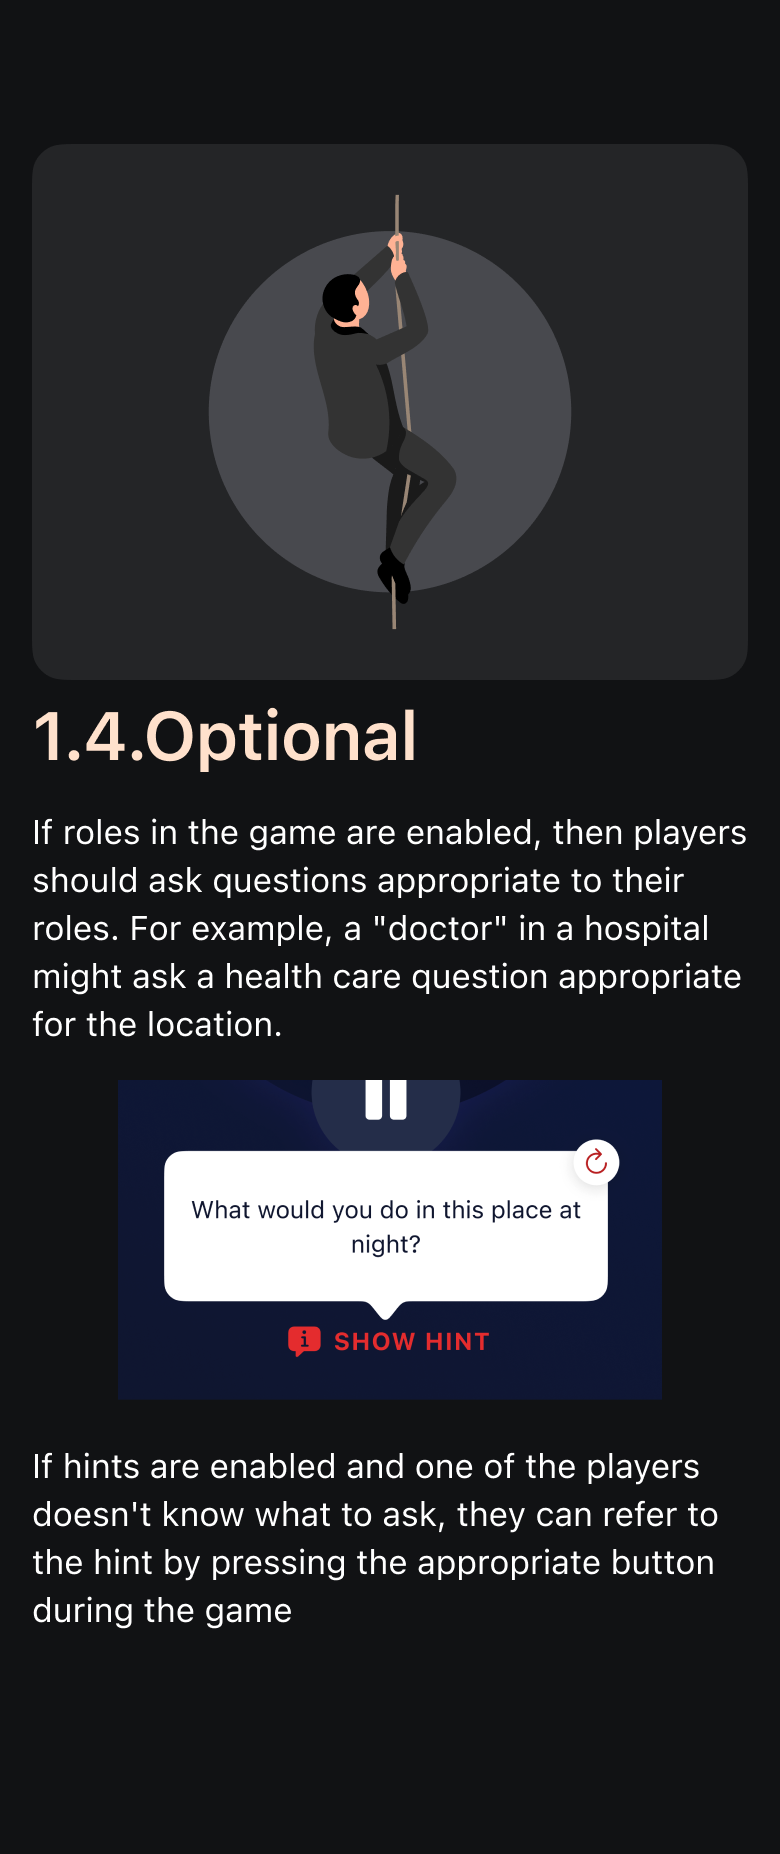 1.4.Optional
If roles in the game are enabled, then players
should ask questions appropriate to their
roles. For example, a "doctor" in a hospital
might ask a health care question appropriate
for the location.
What would you do in this place at
night?
SHOW HINT
If hints are enabled and one of the players
doesn't know what to ask, they can refer to
the hint by pressing the appropriate button
during the game